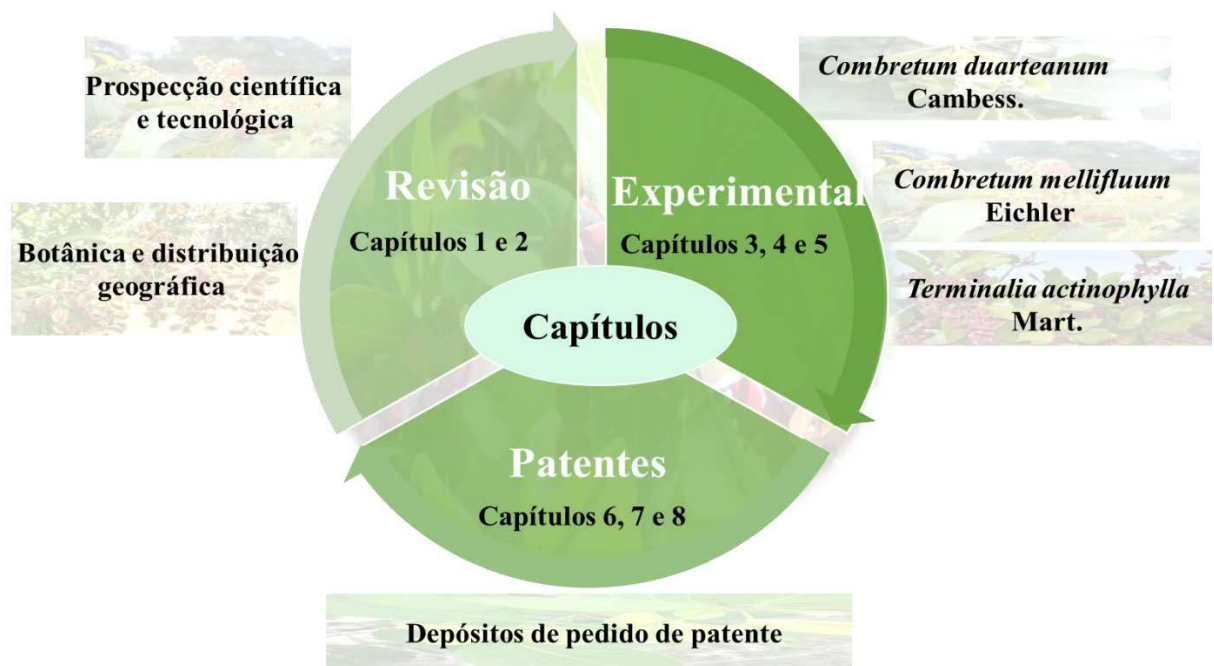 Prospecção científica
e tecnológica
Botânica e distribuição
geográfica
Revisão
Capítulos 1 e 2
Experimental
Capítulos 3, 4 e 5
Combretum duarteanum
Cambess.
Combretum mellifluum
Eichler
Terminalia actinophylla
Mart.
Capítulos
Patentes
Capítulos 6, 7 e 8
Depósitos de pedido de patente